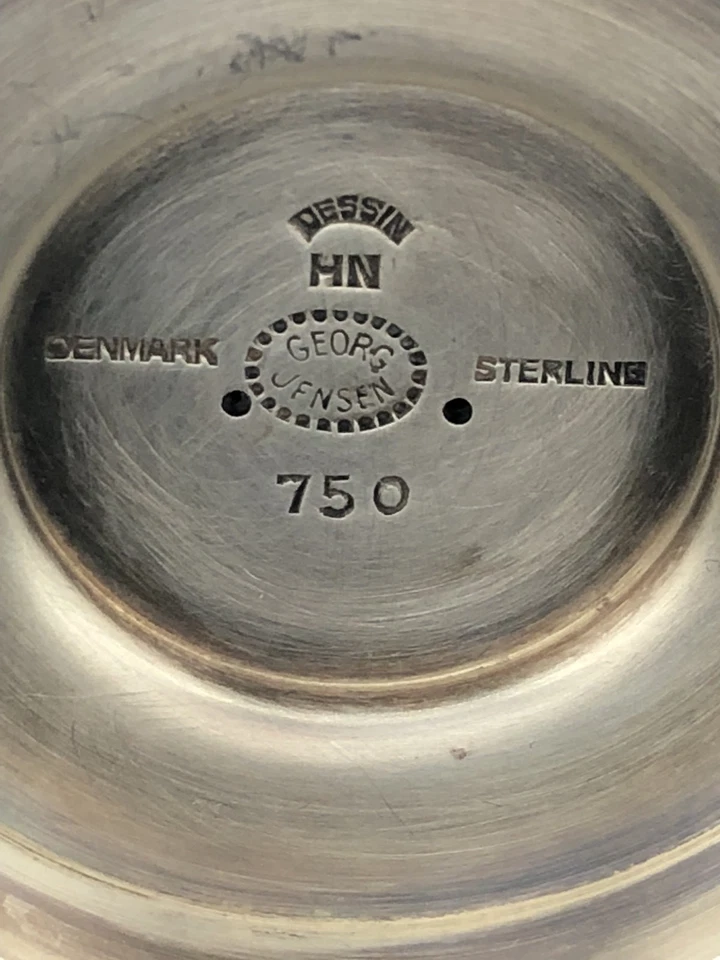 DESSIN
HN
DENMARK
GEORG
JENSEN
STERLING
750